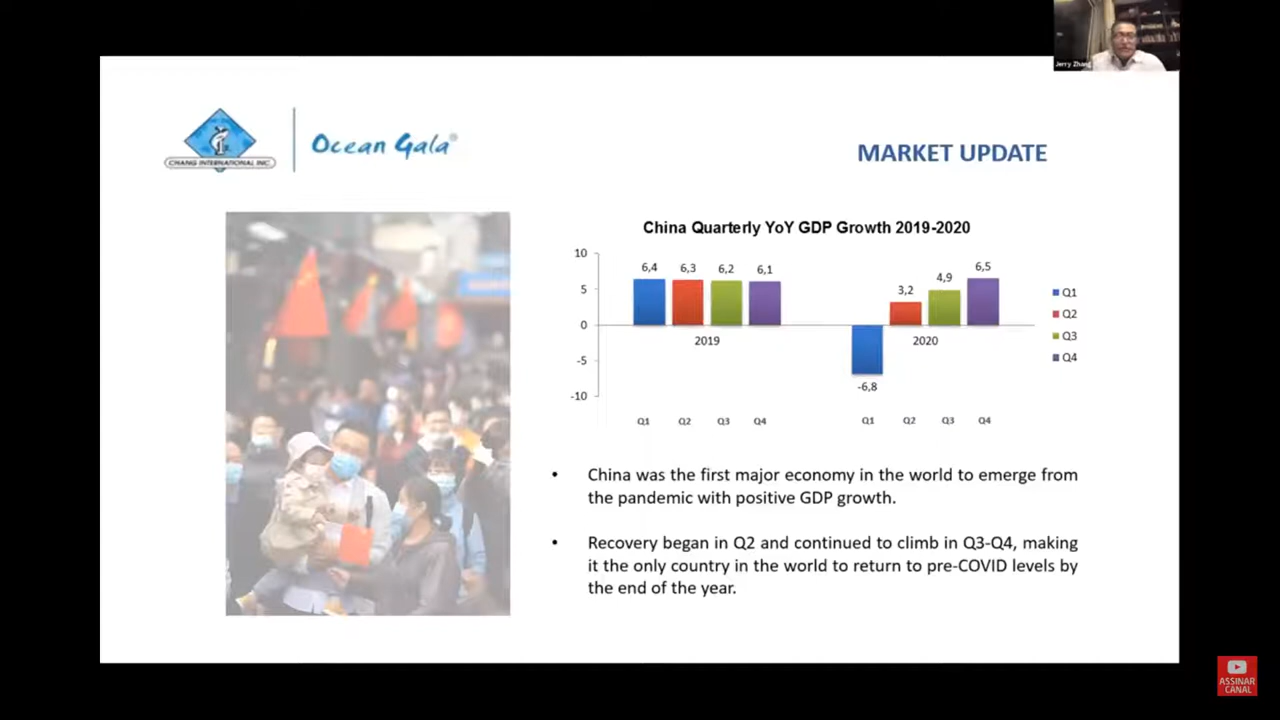 Jerry Zhang
CHANG INTERNATIONAL INC.
Ocean Gala®
MARKET UPDATE
China Quarterly YoY GDP Growth 2019-2020
10
5
0
-5
-10
6,4 6,3 6,2 6,1
2019
-6,8 3,2 4,9 6,5
2020
Q1 Q2 Q3 Q4
Q1 Q2 Q3 Q4
Q1
Q2
Q3
Q4
• China was the first major economy in the world to emerge from
the pandemic with positive GDP growth.
• Recovery began in Q2 and continued to climb in Q3-Q4, making
it the only country in the world to return to pre-COVID levels by
the end of the year.
ASSINAR
CANAL